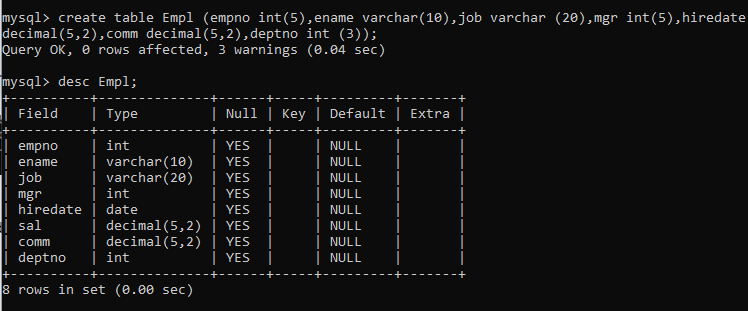 mysql> create table Empl (empno int(5),ename varchar(10),job varchar (20),mgr int(5),hiredate
decimal(5,2),comm decimal(5,2),deptno int (3));
Query OK, 0 rows affected, 3 warnings (0.04 sec)
mysql> desc Empl;
+----------+--------------+------+-----+---------+-------+
| Field    | Type         | Null | Key | Default | Extra |
+----------+--------------+------+-----+---------+-------+
| empno    | int          | YES  |     | NULL    |       |
| ename    | varchar(10)  | YES  |     | NULL    |       |
| job      | varchar(20)  | YES  |     | NULL    |       |
| mgr      | int          | YES  |     | NULL    |       |
| hiredate | date         | YES  |     | NULL    |       |
| sal      | decimal(5,2) | YES  |     | NULL    |       |
| comm     | decimal(5,2) | YES  |     | NULL    |       |
| deptno   | int          | YES  |     | NULL    |       |
+----------+--------------+------+-----+---------+-------+
8 rows in set (0.00 sec)